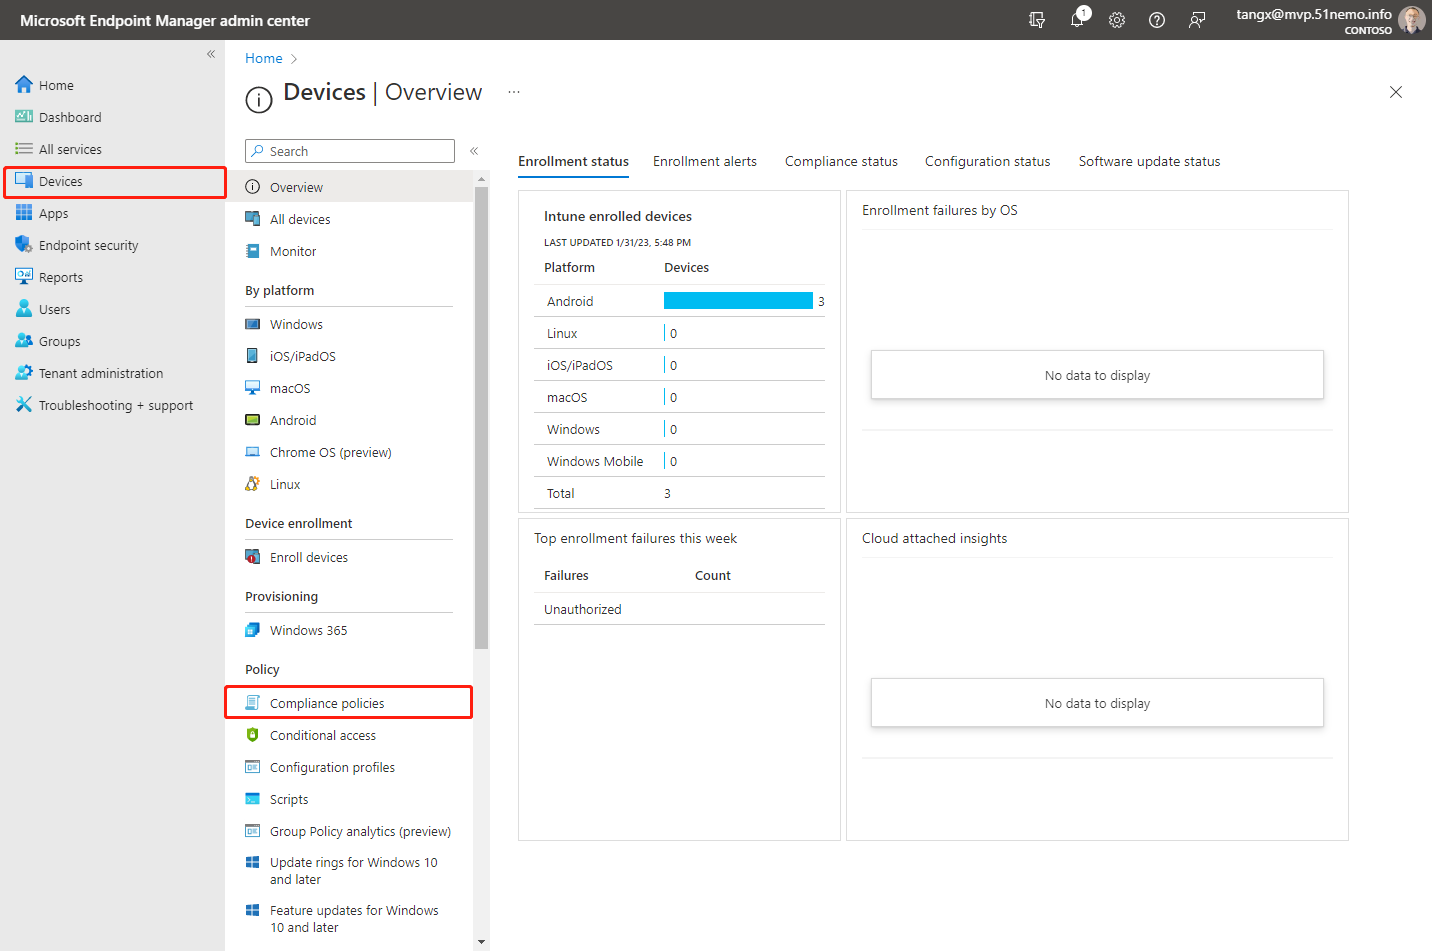 Microsoft Endpoint Manager admin center
1
tangx@mvp.51nemo.info
CONTOSO
«
Home
Dashboard
All services
Devices
Apps
Endpoint security
Reports
Users
Groups
Tenant administration
Troubleshooting + support
Home >
Devices | Overview ...
Search
«
Overview
All devices
Monitor
By platform
Windows
iOS/iPadOS
macOS
Android
Chrome OS (preview)
Linux
Device enrollment
Enroll devices
Provisioning
Windows 365
Policy
Compliance policies
Conditional access
Configuration profiles
Scripts
Group Policy analytics (preview)
Update rings for Windows 10
and later
Feature updates for Windows
10 and later
Enrollment status Enrollment alerts Compliance status Configuration status Software update status
Intune enrolled devices
LAST UPDATED 1/31/23, 5:48 PM
Platform Devices
Android 3
Linux 0
iOS/iPadOS 0
macOS 0
Windows 0
Windows Mobile 0
Total 3
Enrollment failures by OS
No data to display
Top enrollment failures this week
Failures Count
Unauthorized
Cloud attached insights
No data to display